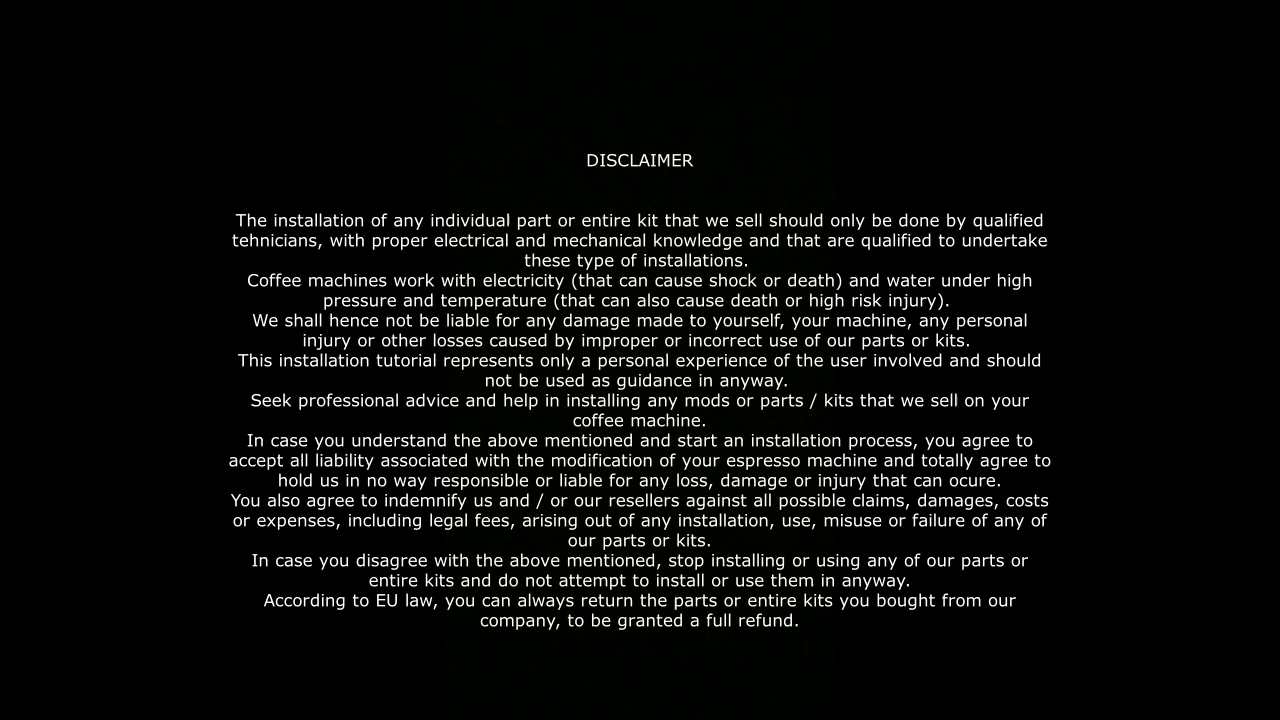 DISCLAIMER
The installation of any individual part or entire kit that we sell should only be done by qualified
tehnicians, with proper electrical and mechanical knowledge and that are qualified to undertake
these type of installations.
Coffee machines work with electricity (that can cause shock or death) and water under high
pressure and temperature (that can also cause death or high risk injury).
We shall hence not be liable for any damage made to yourself, your machine, any personal
injury or other losses caused by improper or incorrect use of our parts or kits.
This installation tutorial represents only a personal experience of the user involved and should
not be used as guidance in anyway.
Seek professional advice and help in installing any mods or parts / kits that we sell on your
coffee machine.
In case you understand the above mentioned and start an installation process, you agree to
accept all liability associated with the modification of your espresso machine and totally agree to
hold us in no way responsible or liable for any loss, damage or injury that can ocure.
You also agree to indemnify us and / or our resellers against all possible claims, damages, costs
or expenses, including legal fees, arising out of any installation, use, misuse or failure of any of
our parts or kits.
In case you disagree with the above mentioned, stop installing or using any of our parts or
entire kits and do not attempt to install or use them in anyway.
According to EU law, you can always return the parts or entire kits you bought from our
company, to be granted a full refund.